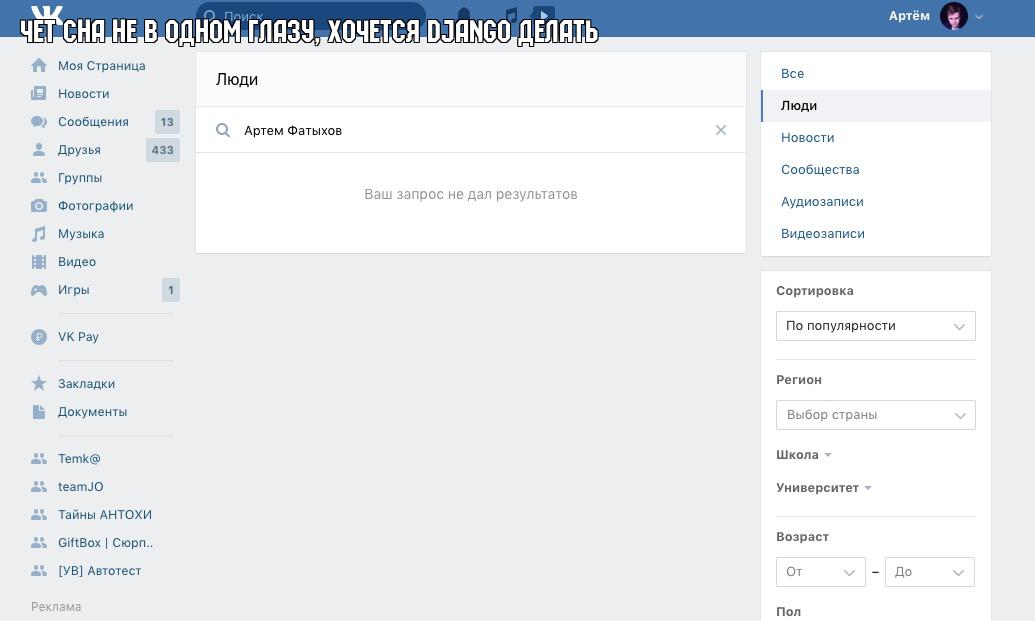 Поиск
Артём
ЧЕТ СНА НЕ В ОДНОМ ГЛАЗУ, ХОЧЕТСЯ DJANGO ДЕЛАТЬ
Моя Страница
Новости
Сообщения 13
Друзья 433
Группы
Фотографии
Музыка
Видео
Игры 1
VK Pay
Закладки
Документы
Temk@
teamJO
Тайны АНТОХИ
GiftBox | Сюрп..
[УВ] Автотест
Реклама
Люди
Артем Фатыхов
Ваш запрос не дал результатов
Все
Люди
Новости
Сообщества
Аудиозаписи
Видеозаписи
Сортировка
По популярности
Регион
Выбор страны
Школа
Университет
Возраст
От – До
Пол